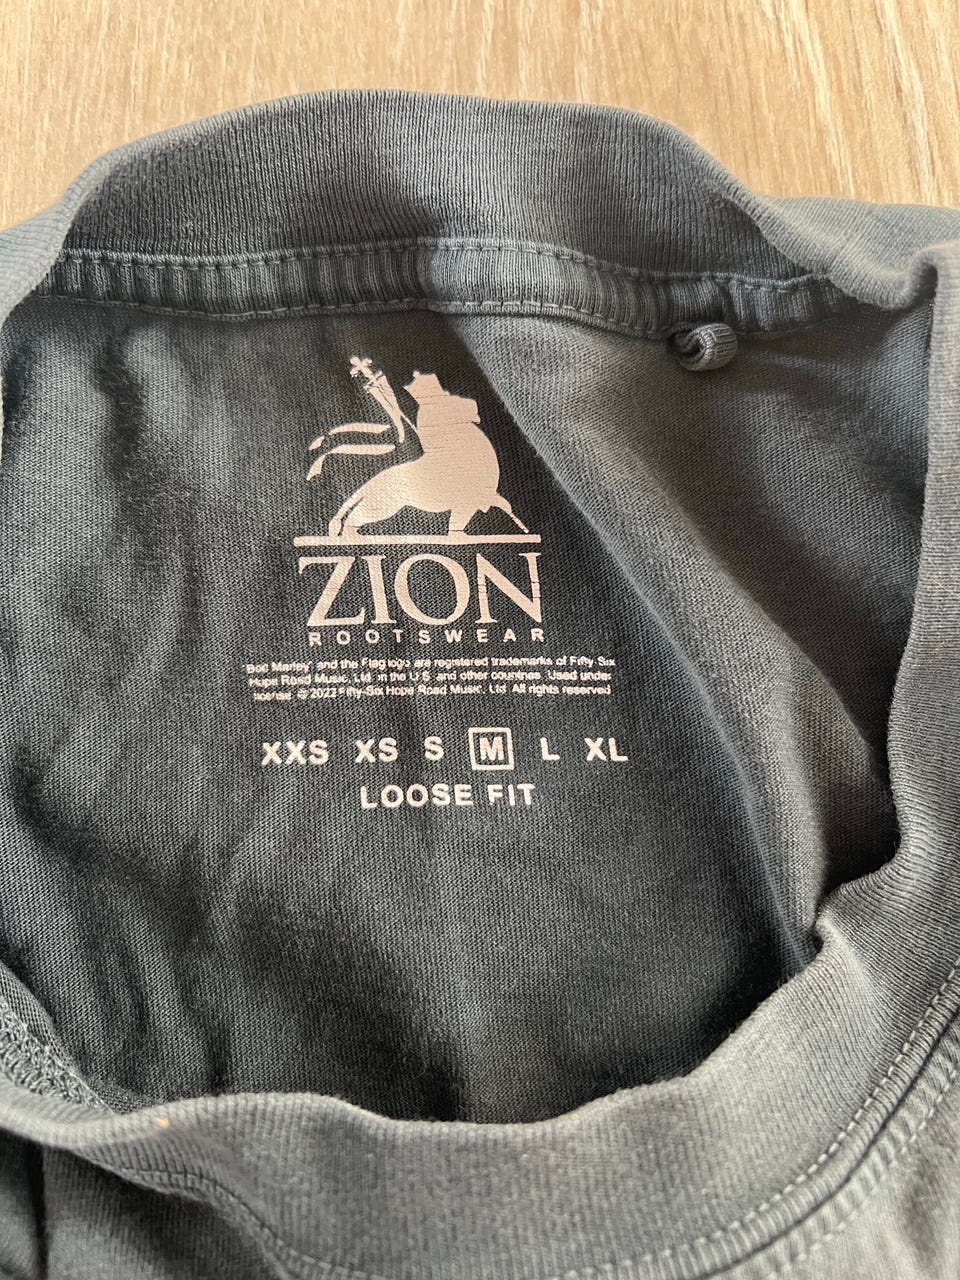 ZION
ROOTSWEAR
"Bob Marley" and the Flag logo are registered trademarks of Fifty Six
Hope Road Music, Ltd. in the U.S. and other countries. Used under
license. © 2022 Fifty-Six Hope Road Music, Ltd. All rights reserved
XXS XS S M L XL
LOOSE FIT